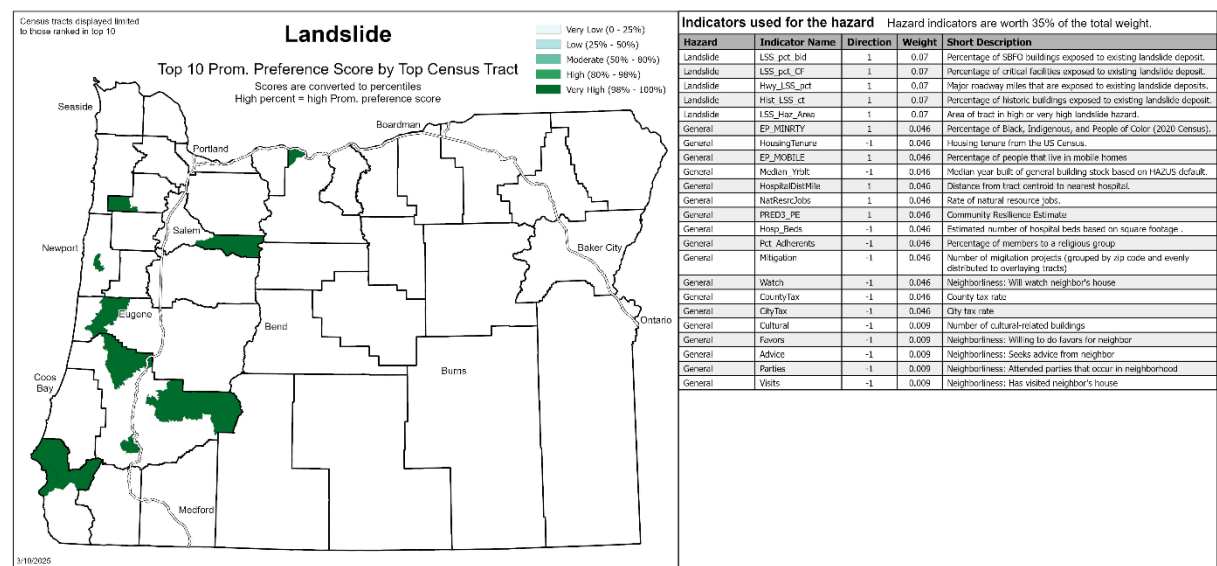 Census tracts displayed limited
to those ranked in top 10
Landslide
Very Low (0 - 25%)
Low (25% - 50%)
Moderate (50% - 80%)
High (80% - 98%)
Very High (98% - 100%)
Top 10 Prom. Preference Score by Top Census Tract
Scores are converted to percentiles
High percent = high Prom. preference score
Seaside
Portland
Boardman
Salem
Newport
Baker City
Eugene
Bend
Ontario
Coos
Bay
Burns
Medford
3/19/2025
Indicators used for the hazard Hazard indicators are worth 35% of the total weight.
Hazard Indicator Name Direction Weight Short Description
Landslide LSS_pct_bld 1 0.07 Percentage of SBFO buildings exposed to existing landslide deposit.
Landslide LSS_pct_CF 1 0.07 Percentage of critical facilities exposed to existing landslide deposit.
Landslide Hwy_LSS_pct 1 0.07 Major roadway miles that are exposed to existing landslide deposits.
Landslide Hist_LSS_ct 1 0.07 Percentage of historic buildings exposed to existing landslide deposit.
Landslide LSS_Haz_Area 1 0.07 Area of tract in high or very high landslide hazard.
General EP_MINRTY 1 0.046 Percentage of Black, Indigenous, and People of Color (2020 Census).
General HousingTenure -1 0.046 Housing tenure from the US Census.
General EP_MOBILE 1 0.046 Percentage of people that live in mobile homes
General Median_Yrblt -1 0.046 Median year built of general building stock based on HAZUS default.
General HospitalDistMile 1 0.046 Distance from tract centroid to nearest hospital.
General NatResrcJobs 1 0.046 Rate of natural resource jobs.
General PRED3_PE 1 0.046 Community Resilience Estimate
General Hosp_Beds -1 0.046 Estimated number of hospital beds based on square footage .
General Pct_Adherents -1 0.046 Percentage of members to a religious group
General Mitigation -1 0.046 Number of migitation projects (grouped by zip code and evenly
distributed to overlaying tracts)
General Watch -1 0.046 Neighborliness: Will watch neighbor's house
General CountyTax -1 0.046 County tax rate
General CityTax -1 0.046 City tax rate
General Cultural -1 0.009 Number of cultural-related buildings
General Favors -1 0.009 Neighborliness: Willing to do favors for neighbor
General Advice -1 0.009 Neighborliness: Seeks advice from neighbor
General Parties -1 0.009 Neighborliness: Attended parties that occur in neighborhood
General Visits -1 0.009 Neighborliness: Has visited neighbor's house